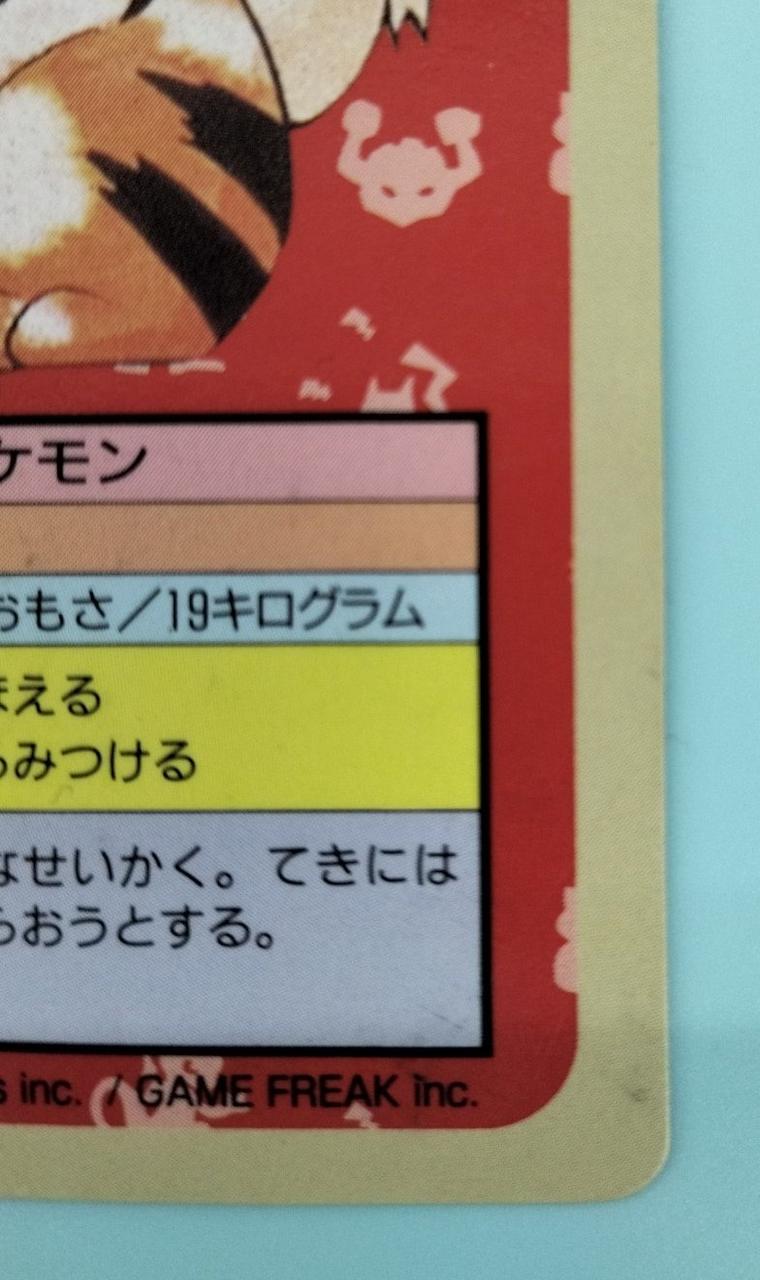 ケモン
おもさ／19キログラム
まえる
らみつける
なせいかく。てきには
らおうとする。
s inc. / GAME FREAK inc.